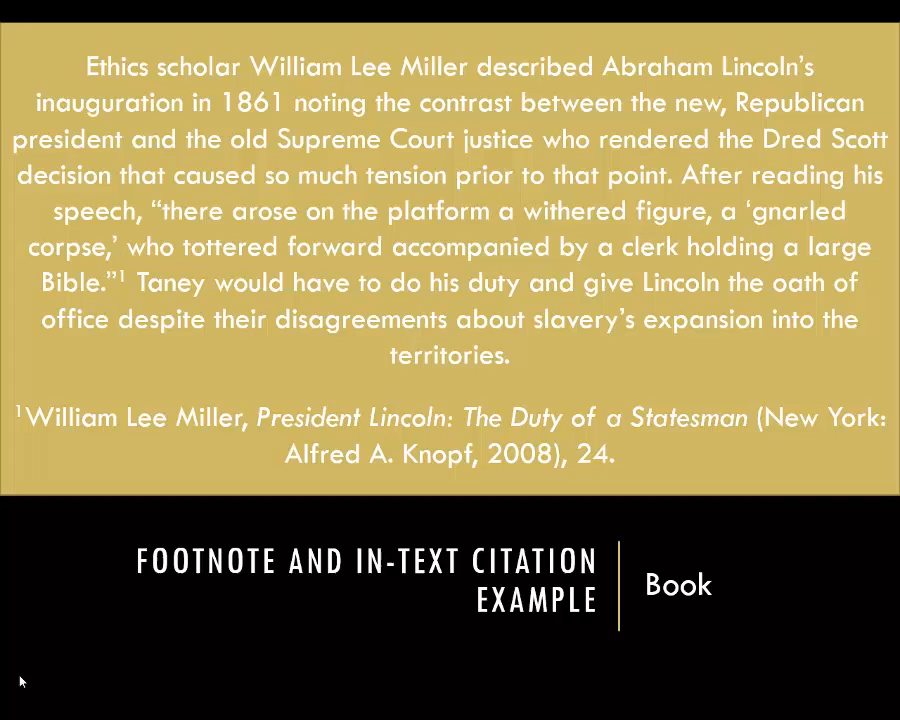 Ethics scholar William Lee Miller described Abraham Lincoln’s
inauguration in 1861 noting the contrast between the new, Republican
president and the old Supreme Court justice who rendered the Dred Scott
decision that caused so much tension prior to that point. After reading his
speech, “there arose on the platform a withered figure, a ‘gnarled
corpse,’ who tottered forward accompanied by a clerk holding a large
Bible.”¹ Taney would have to do his duty and give Lincoln the oath of
office despite their disagreements about slavery’s expansion into the
territories.
¹William Lee Miller, President Lincoln: The Duty of a Statesman (New York:
Alfred A. Knopf, 2008), 24.
FOOTNOTE AND IN-TEXT CITATION
EXAMPLE
Book